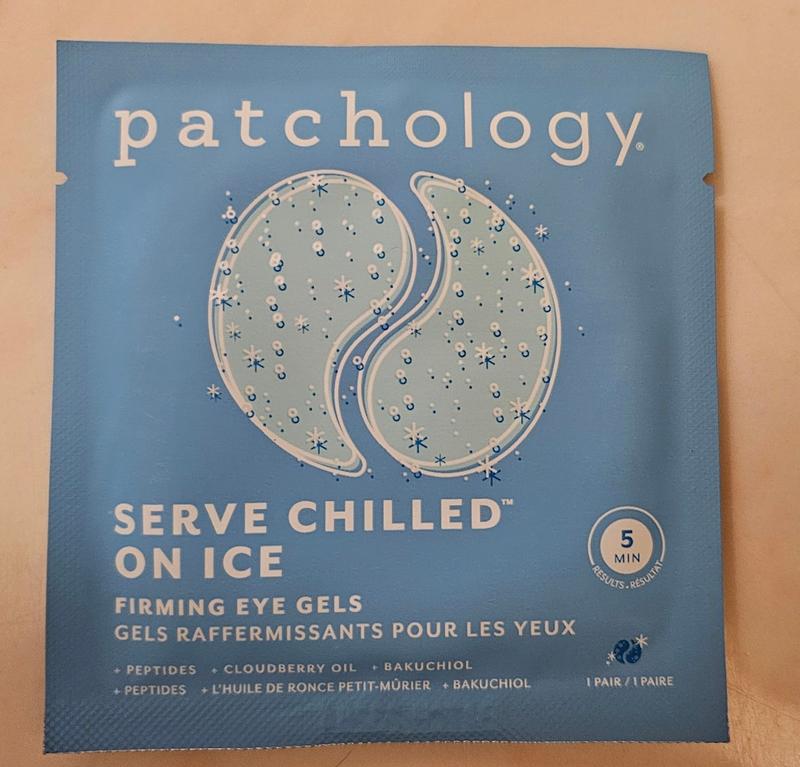 patchology®
SERVE CHILLED™
ON ICE
5
MIN
RESULTS • RÉSULTAT
FIRMING EYE GELS
GELS RAFFERMISSANTS POUR LES YEUX
+ PEPTIDES + CLOUDBERRY OIL + BAKUCHIOL
+ PEPTIDES + L'HUILE DE RONCE PETIT-MÛRIER + BAKUCHIOL
1 PAIR / 1 PAIRE